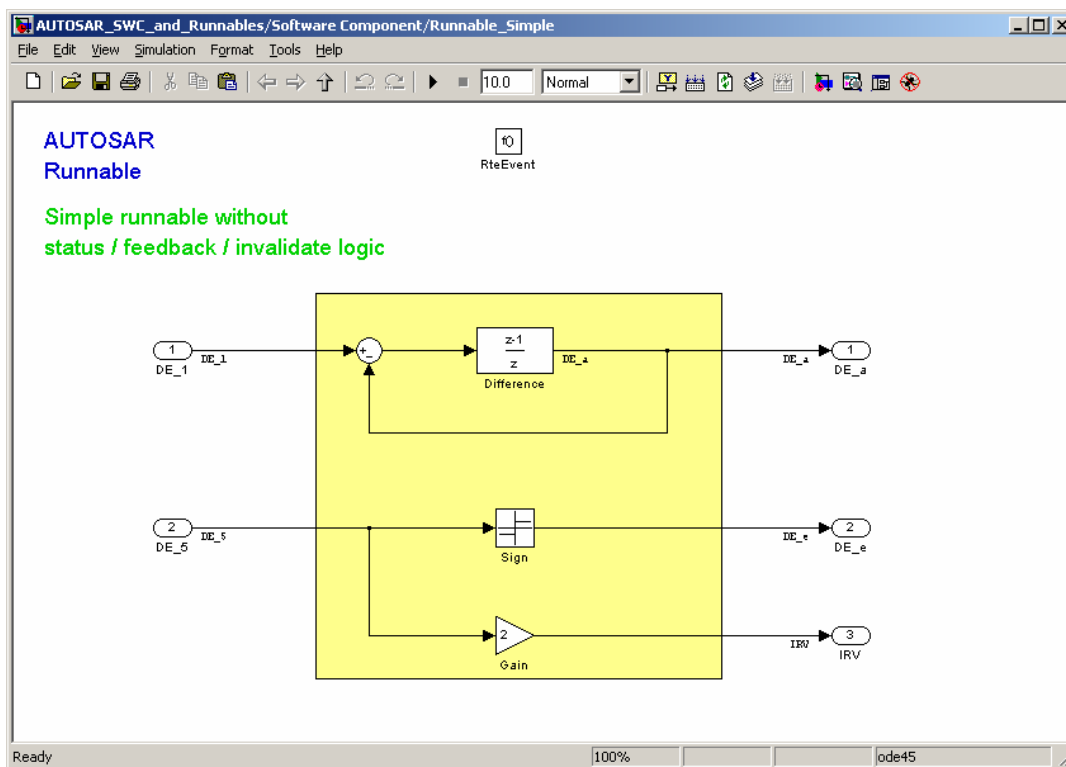 AUTOSAR_SWC_and_Runnables/Software Component/Runnable_Simple
File Edit View Simulation Format Tools Help
10.0 Normal
AUTOSAR
Runnable
f()
RteEvent
Simple runnable without
status / feedback / invalidate logic
1
DE_1
DE_1
+_
z-1
z
Difference
DE_a
DE_a
1
DE_a
2
DE_5
DE_5
Sign
DE_e
2
DE_e
2
Gain
IRV
3
IRV
Ready 100% ode45